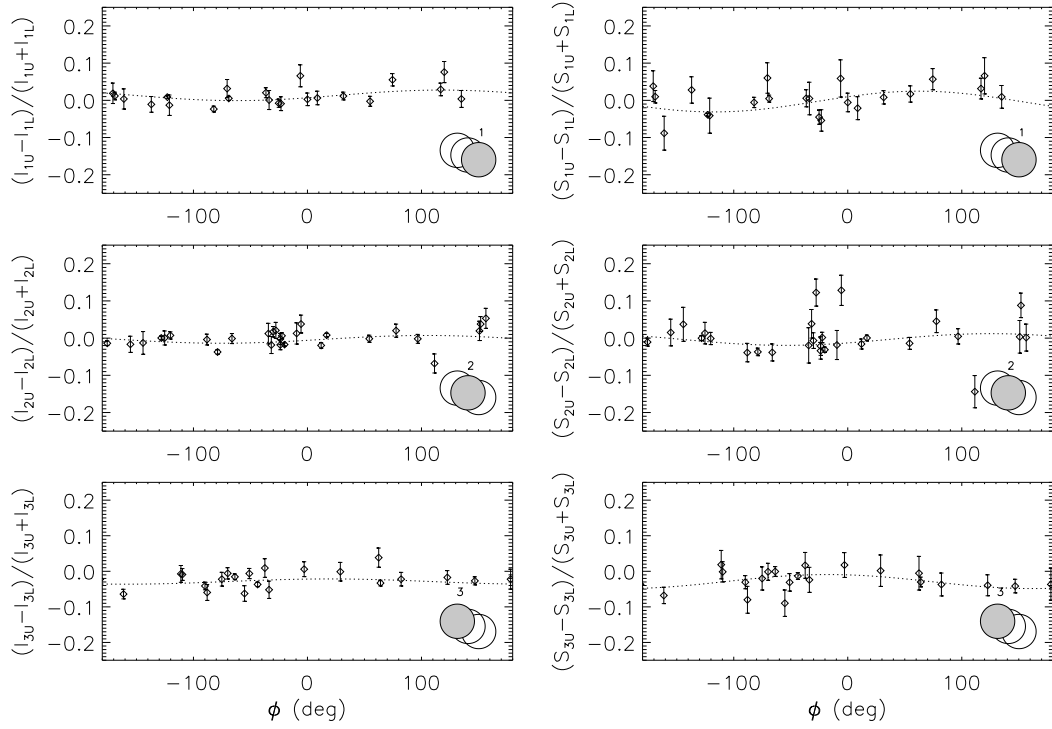 (I1U−I1L)/(I1U+I1L)
0.2
0.1
0.0
−0.1
−0.2
1
−100 0 100
(S1U−S1L)/(S1U+S1L)
0.2
0.1
0.0
−0.1
−0.2
1
−100 0 100
(I2U−I2L)/(I2U+I2L)
0.2
0.1
0.0
−0.1
−0.2
2
−100 0 100
(S2U−S2L)/(S2U+S2L)
0.2
0.1
0.0
−0.1
−0.2
2
−100 0 100
(I3U−I3L)/(I3U+I3L)
0.2
0.1
0.0
−0.1
−0.2
3
−100 0 100
ϕ (deg)
(S3U−S3L)/(S3U+S3L)
0.2
0.1
0.0
−0.1
−0.2
3
−100 0 100
ϕ (deg)